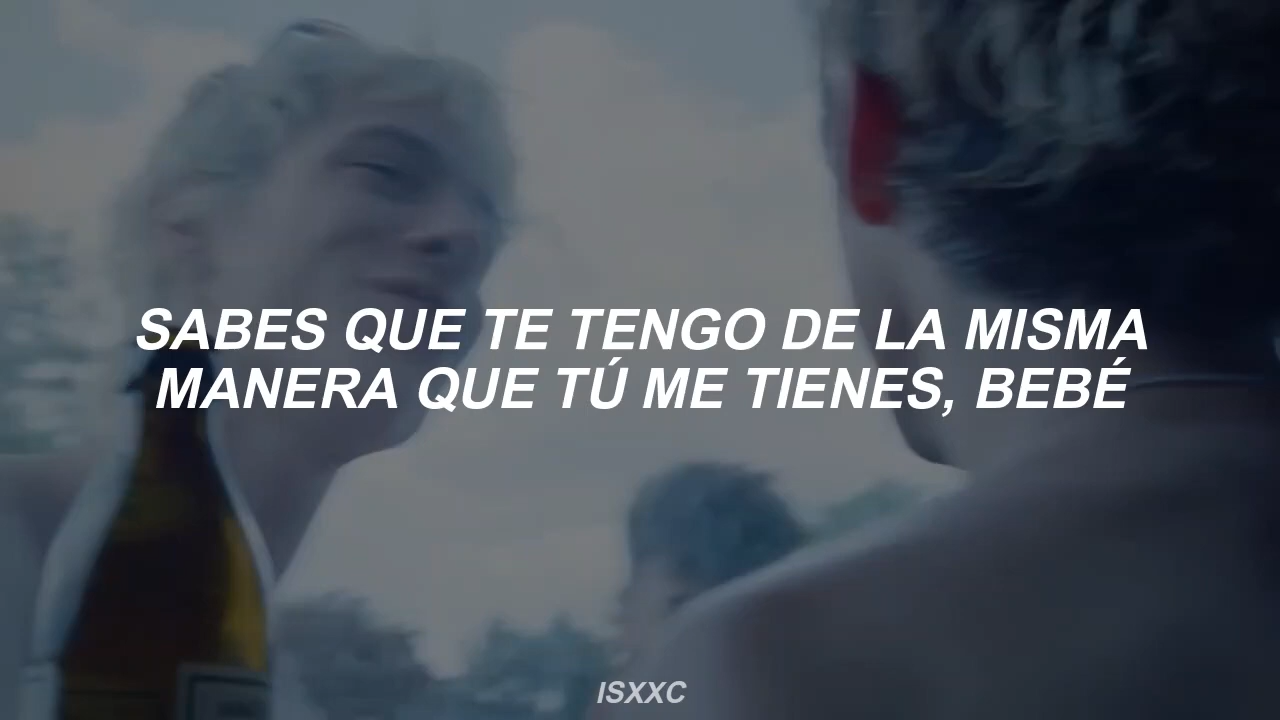 SABES QUE TE TENGO DE LA MISMA
MANERA QUE TÚ ME TIENES, BEBÉ
ISXXC